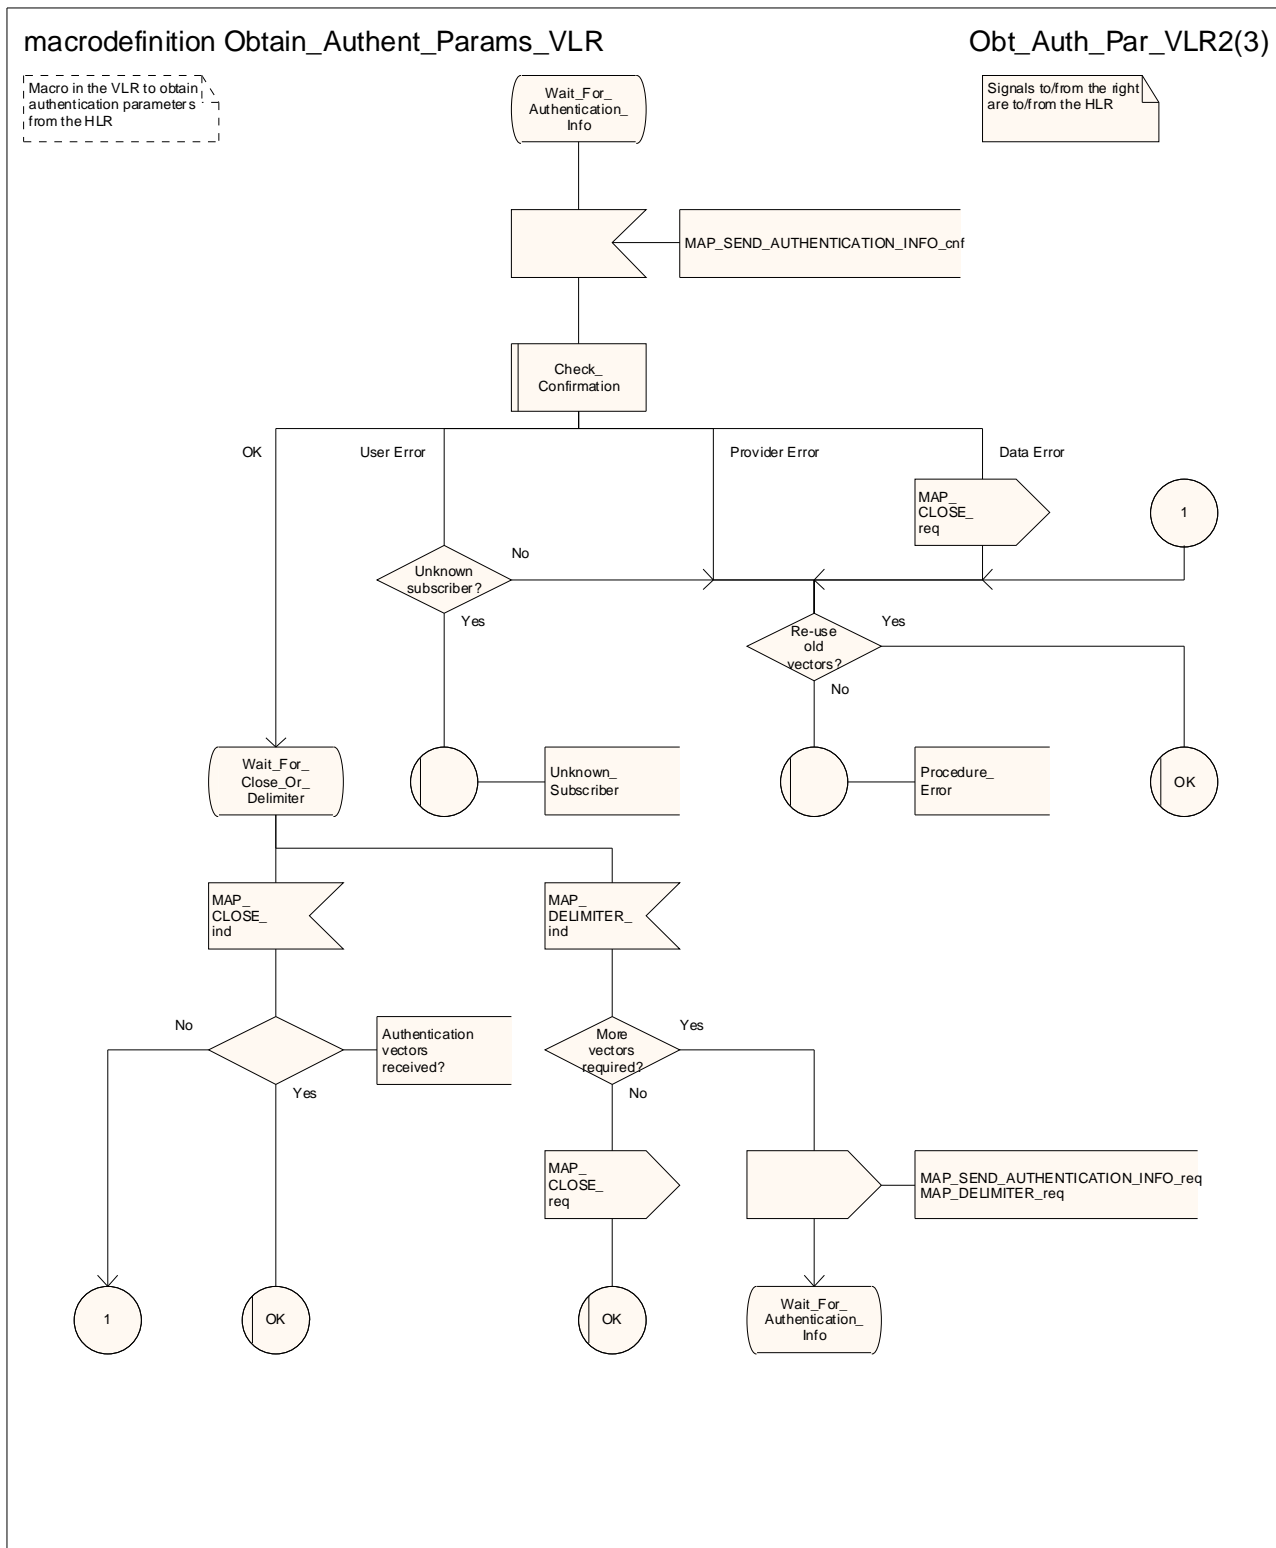 macrodefinition Obtain_Authent_Params_VLR
Obt_Auth_Par_VLR2(3)
Macro in the VLR to obtain
authentication parameters
from the HLR
Wait_For_
Authentication_
Info
Signals to/from the right
are to/from the HLR
MAP_SEND_AUTHENTICATION_INFO_cnf
Check_
Confirmation
OK
User Error
Provider Error
Data Error
MAP_
CLOSE_
req
1
Unknown
subscriber?
No
Yes
Re-use
old
vectors?
Yes
No
Wait_For_
Close_Or_
Delimiter
Unknown_
Subscriber
Procedure_
Error
OK
MAP_
CLOSE_
ind
MAP_
DELIMITER_
ind
No
Authentication
vectors
received?
Yes
More
vectors
required?
Yes
No
MAP_
CLOSE_
req
MAP_SEND_AUTHENTICATION_INFO_req
MAP_DELIMITER_req
1
OK
OK
Wait_For_
Authentication_
Info